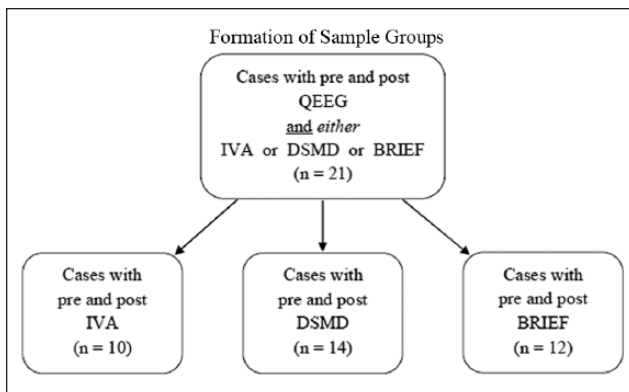 Formation of Sample Groups
Cases with pre and post
QEEG
and either
IVA or DSMD or BRIEF
(n = 21)
Cases with
pre and post
IVA
(n = 10)
Cases with
pre and post
DSMD
(n = 14)
Cases with
pre and post
BRIEF
(n = 12)